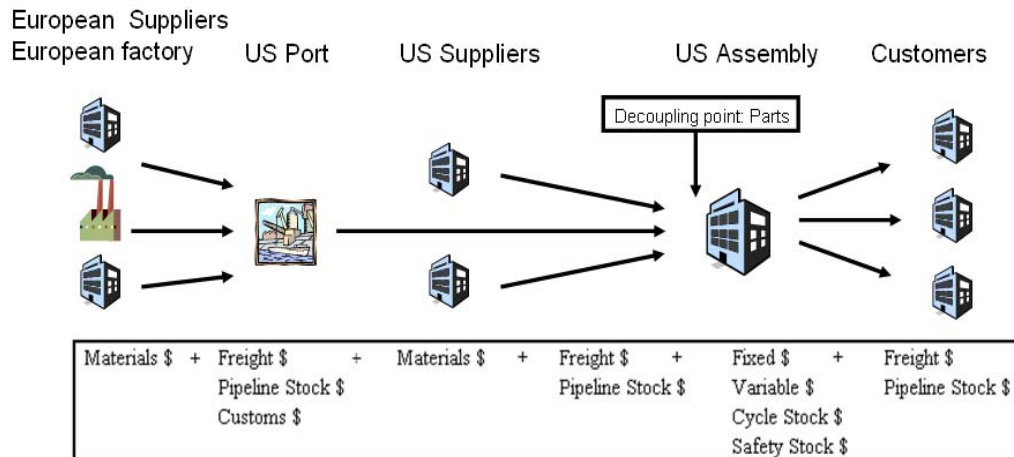 European Suppliers
European factory
US Port
US Suppliers
US Assembly
Customers
Decoupling point: Parts
Materials $ + Freight $ + Materials $ + Freight $ + Fixed $ + Freight $
Pipeline Stock $ Pipeline Stock $ Variable $ Pipeline Stock $
Customs $ Cycle Stock $
Safety Stock $